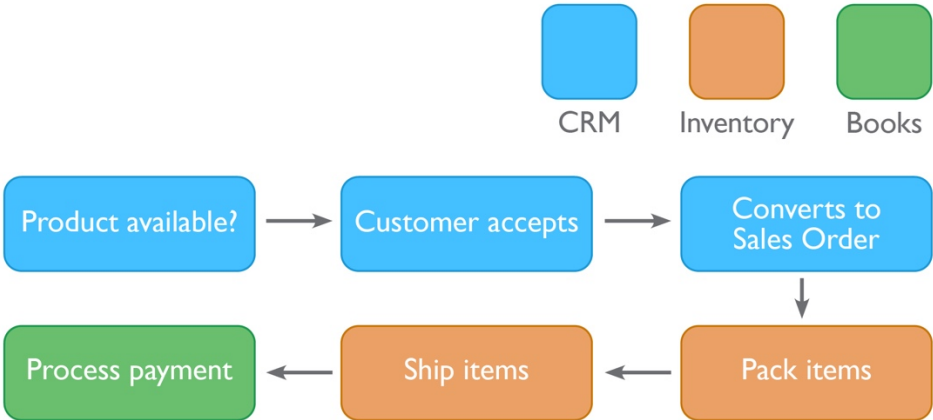 CRM
Inventory
Books
Product available?
Customer accepts
Converts to
Sales Order
Process payment
Ship items
Pack items